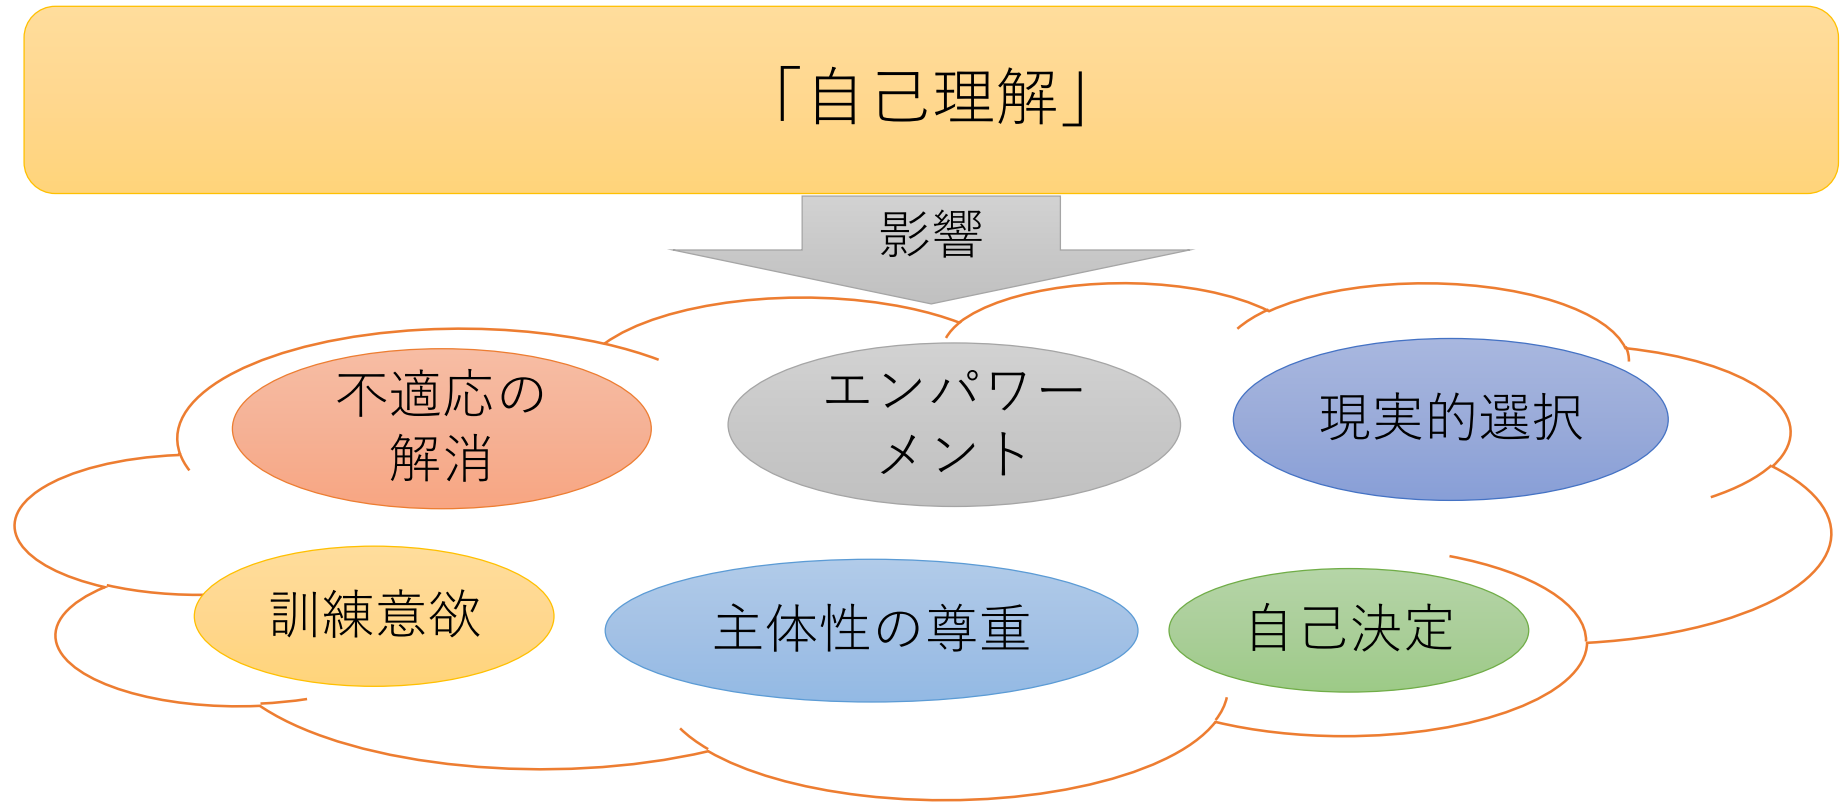 「自己理解」
影響
不適応の
解消
エンパワー
メント
現実的選択
訓練意欲
主体性の尊重
自己決定